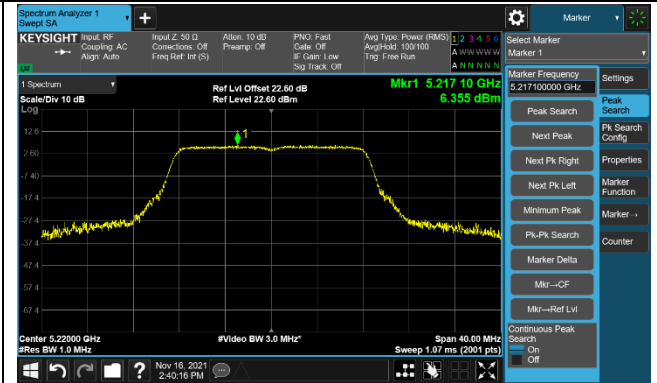 Spectrum Analyzer 1
Swept SA
+
Marker
KEYSIGHT
Input: RF
Coupling: AC
Align: Auto
Input Z: 50 Ω
Corrections: Off
Freq Ref: Int (S)
Atten: 10 dB
Preamp: Off
PNO: Fast
Gate: Off
IF Gain: Low
Sig Track: Off
Avg Type: Power (RMS)
Avg|Hold: 100/100
Trig: Free Run
1 2 3 4 5 6
A W W W W W
A N N N N N
LW
1 Spectrum
Scale/Div 10 dB
Log
Ref Lvl Offset 22.60 dB
Ref Level 22.60 dBm
Mkr1 5.217 10 GHz
6.355 dBm
12.6
2.60
-7.40
-17.4
-27.4
-37.4
-47.4
-57.4
-67.4
1
Center 5.22000 GHz
#Res BW 1.0 MHz
#Video BW 3.0 MHz*
Span 40.00 MHz
Sweep 1.07 ms (2001 pts)
Nov 16, 2021
2:40:16 PM
?
Select Marker
Marker 1
Marker Frequency
5.217100000 GHz
Peak Search
Next Peak
Next Pk Right
Next Pk Left
Minimum Peak
Pk-Pk Search
Marker Delta
Mkr→CF
Mkr→Ref Lvl
Continuous Peak
Search
On
Off
Settings
Peak
Search
Pk Search
Config
Properties
Marker
Function
Marker→
Counter